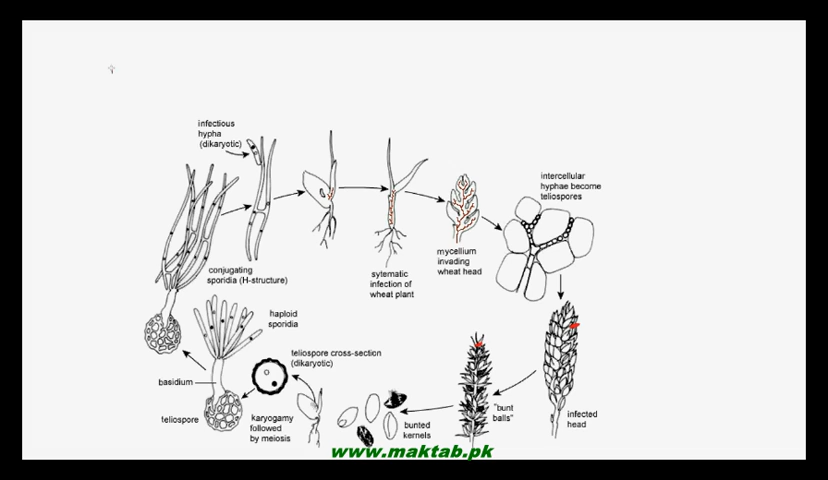 infectious
hypha
(dikaryotic)
intercellular
hyphae become
teliospores
mycellium
invading
wheat head
sytematic
infection of
wheat plant
conjugating
sporidia (H-structure)
haploid
sporidia
teliospore cross-section
(dikaryotic)
basidium
teliospore
karyogamy
followed
by meiosis
bunted
kernels
"bunt
balls"
infected
head
www.maktab.pk